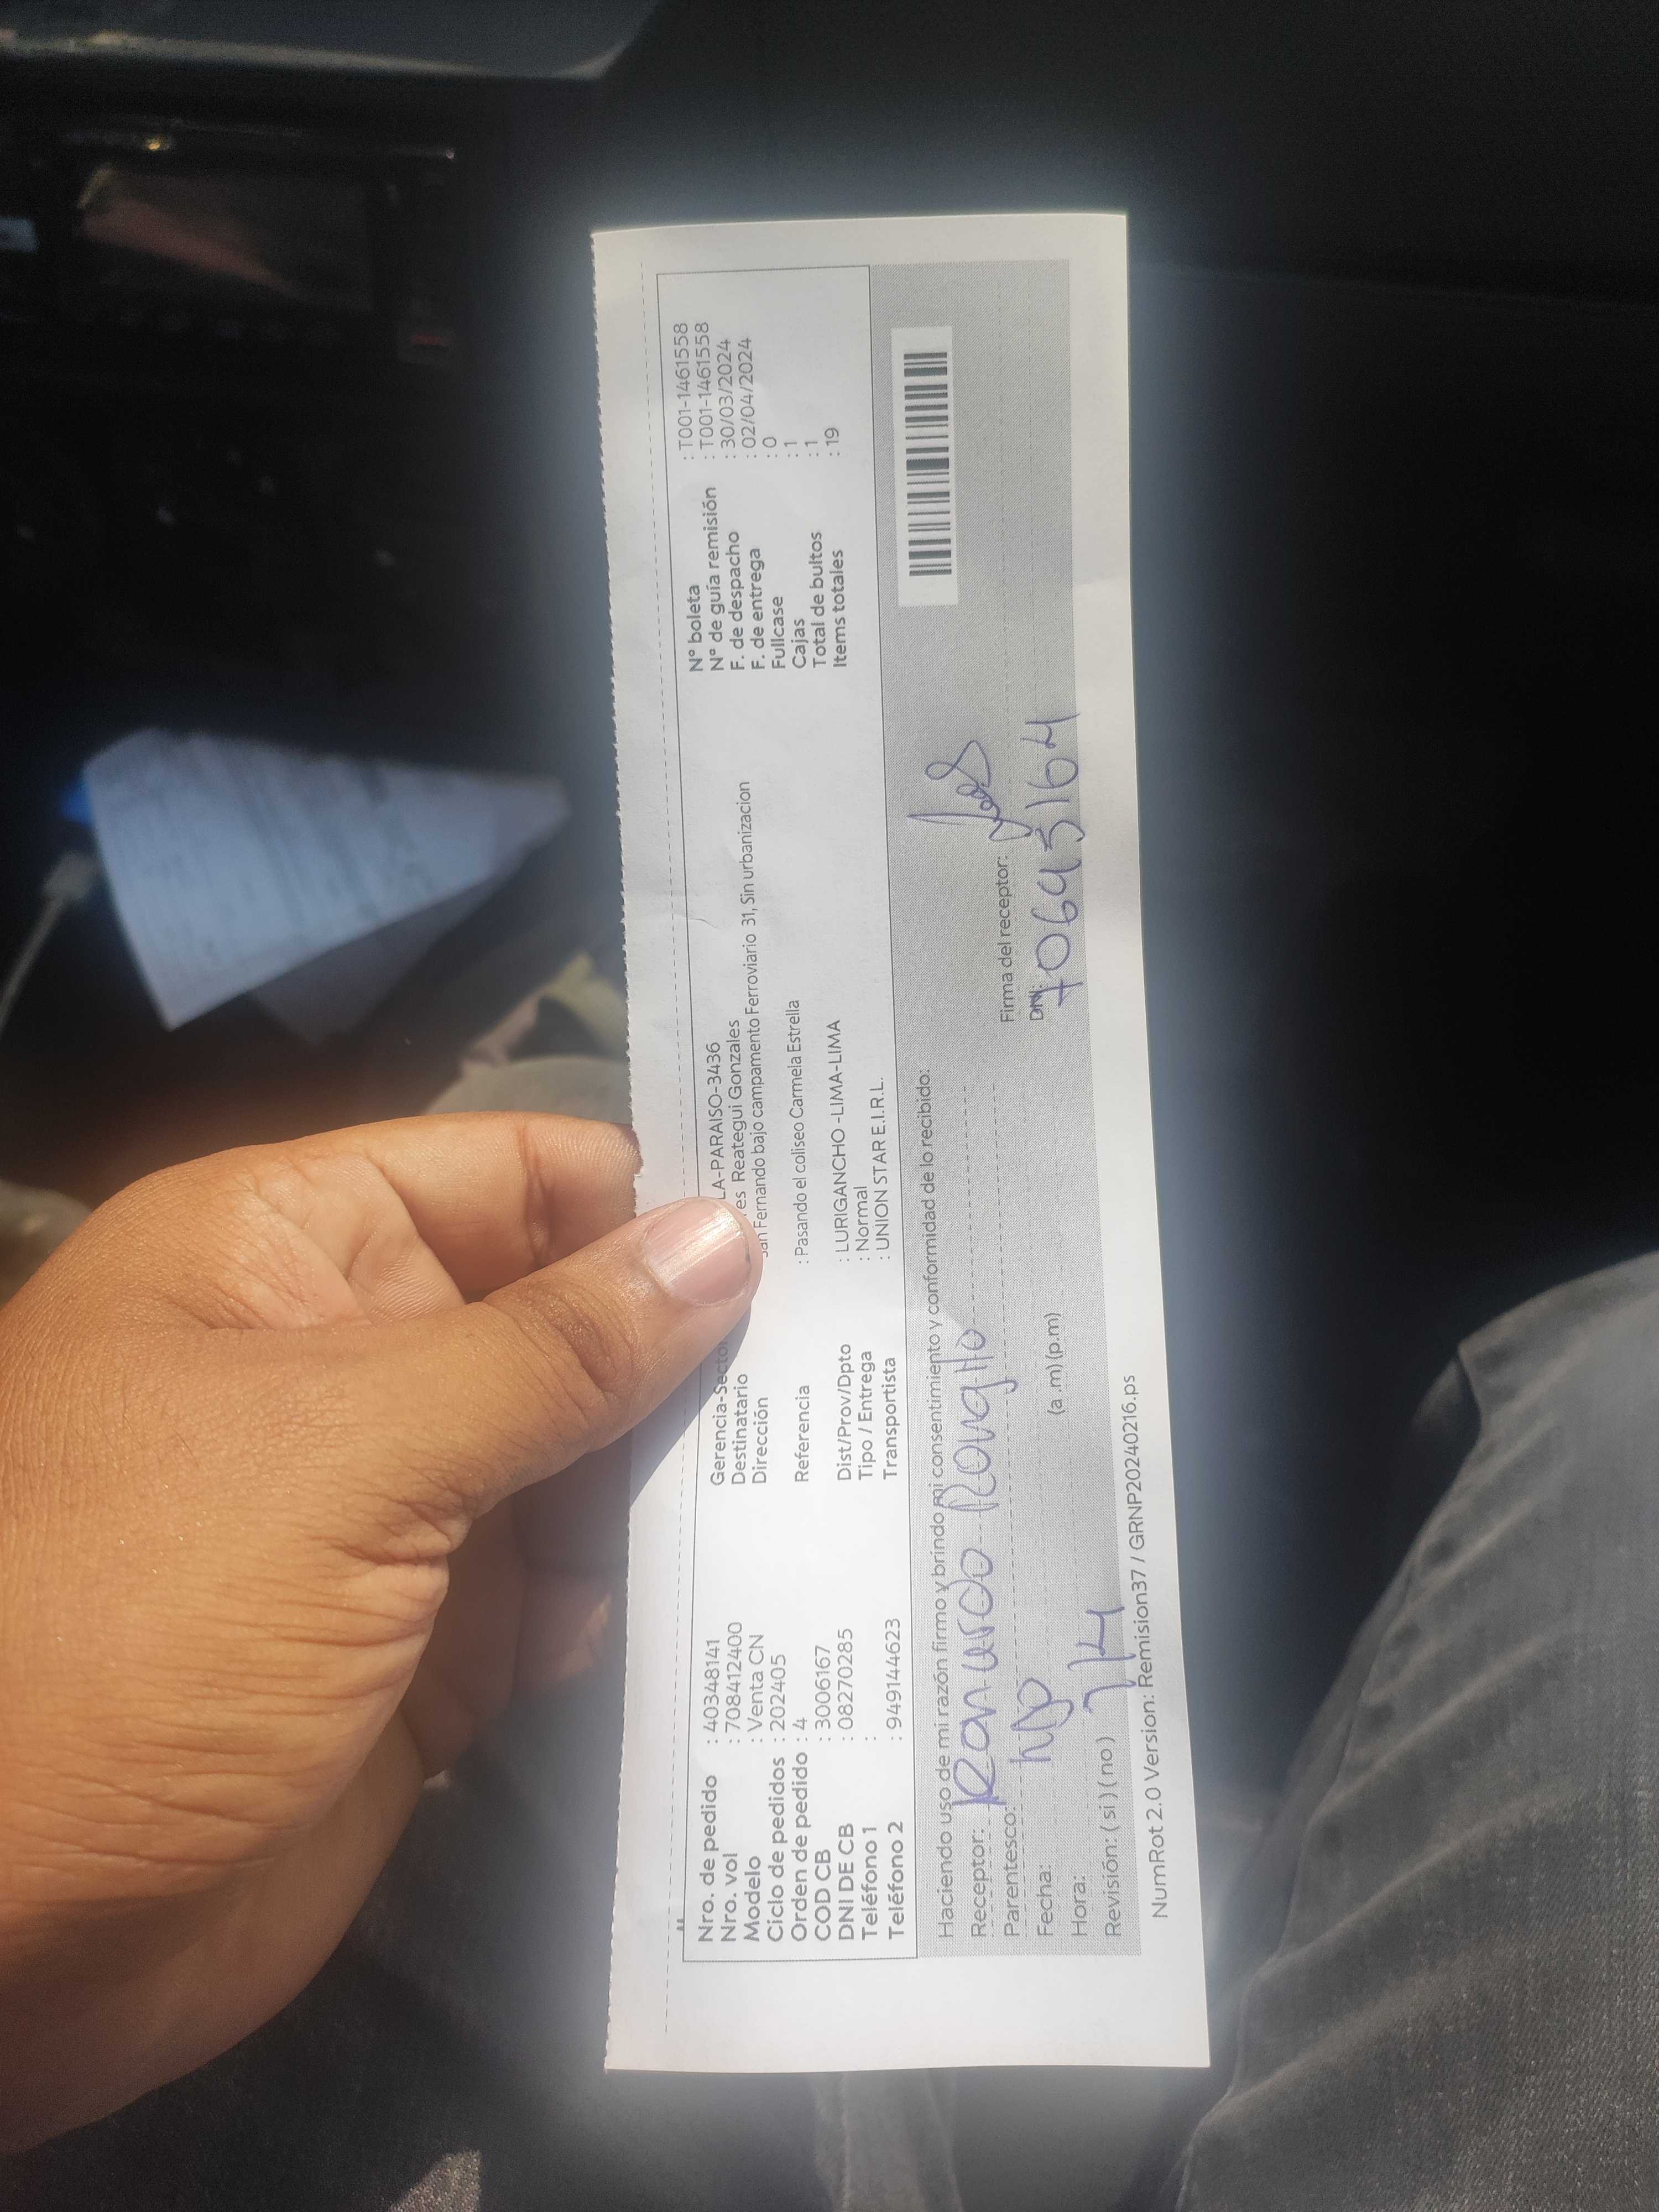 Nro. de pedido : 40348141
Nro. vol : 708412400
Modelo : Venta CN
Ciclo de pedidos : 202405
Orden de pedido : 4
COD CB : 3006167
DNI DE CB : 08270285
Teléfono 1 :
Teléfono 2 : 949144623
Gerencia-Sector LA-PARAISO-3436
Destinatario es Reategui Gonzales
Dirección San Fernando bajo campamento Ferroviario 31, Sin urbanizacion
Referencia : Pasando el coliseo Carmela Estrella
Dist/Prov/Dpto : LURIGANCHO -LIMA-LIMA
Tipo / Entrega : Normal
Transportista : UNION STAR E.I.R.L.
N° boleta : T001-1461558
N° de guía remisión : T001-1461558
F. de despacho : 30/03/2024
F. de entrega : 02/04/2024
Fullcase : 0
Cajas : 1
Total de bultos : 1
Items totales : 19
Haciendo uso de mi razón firmo y brindo mi consentimiento y conformidad de lo recibido:
Receptor:
Parentesco:
Fecha:
Hora: (a .m) (p.m)
Revisión: ( si ) ( no )
Firma del receptor:
DNI:
NumRot 2.0 Version: Remision37 / GRNP20240216.ps